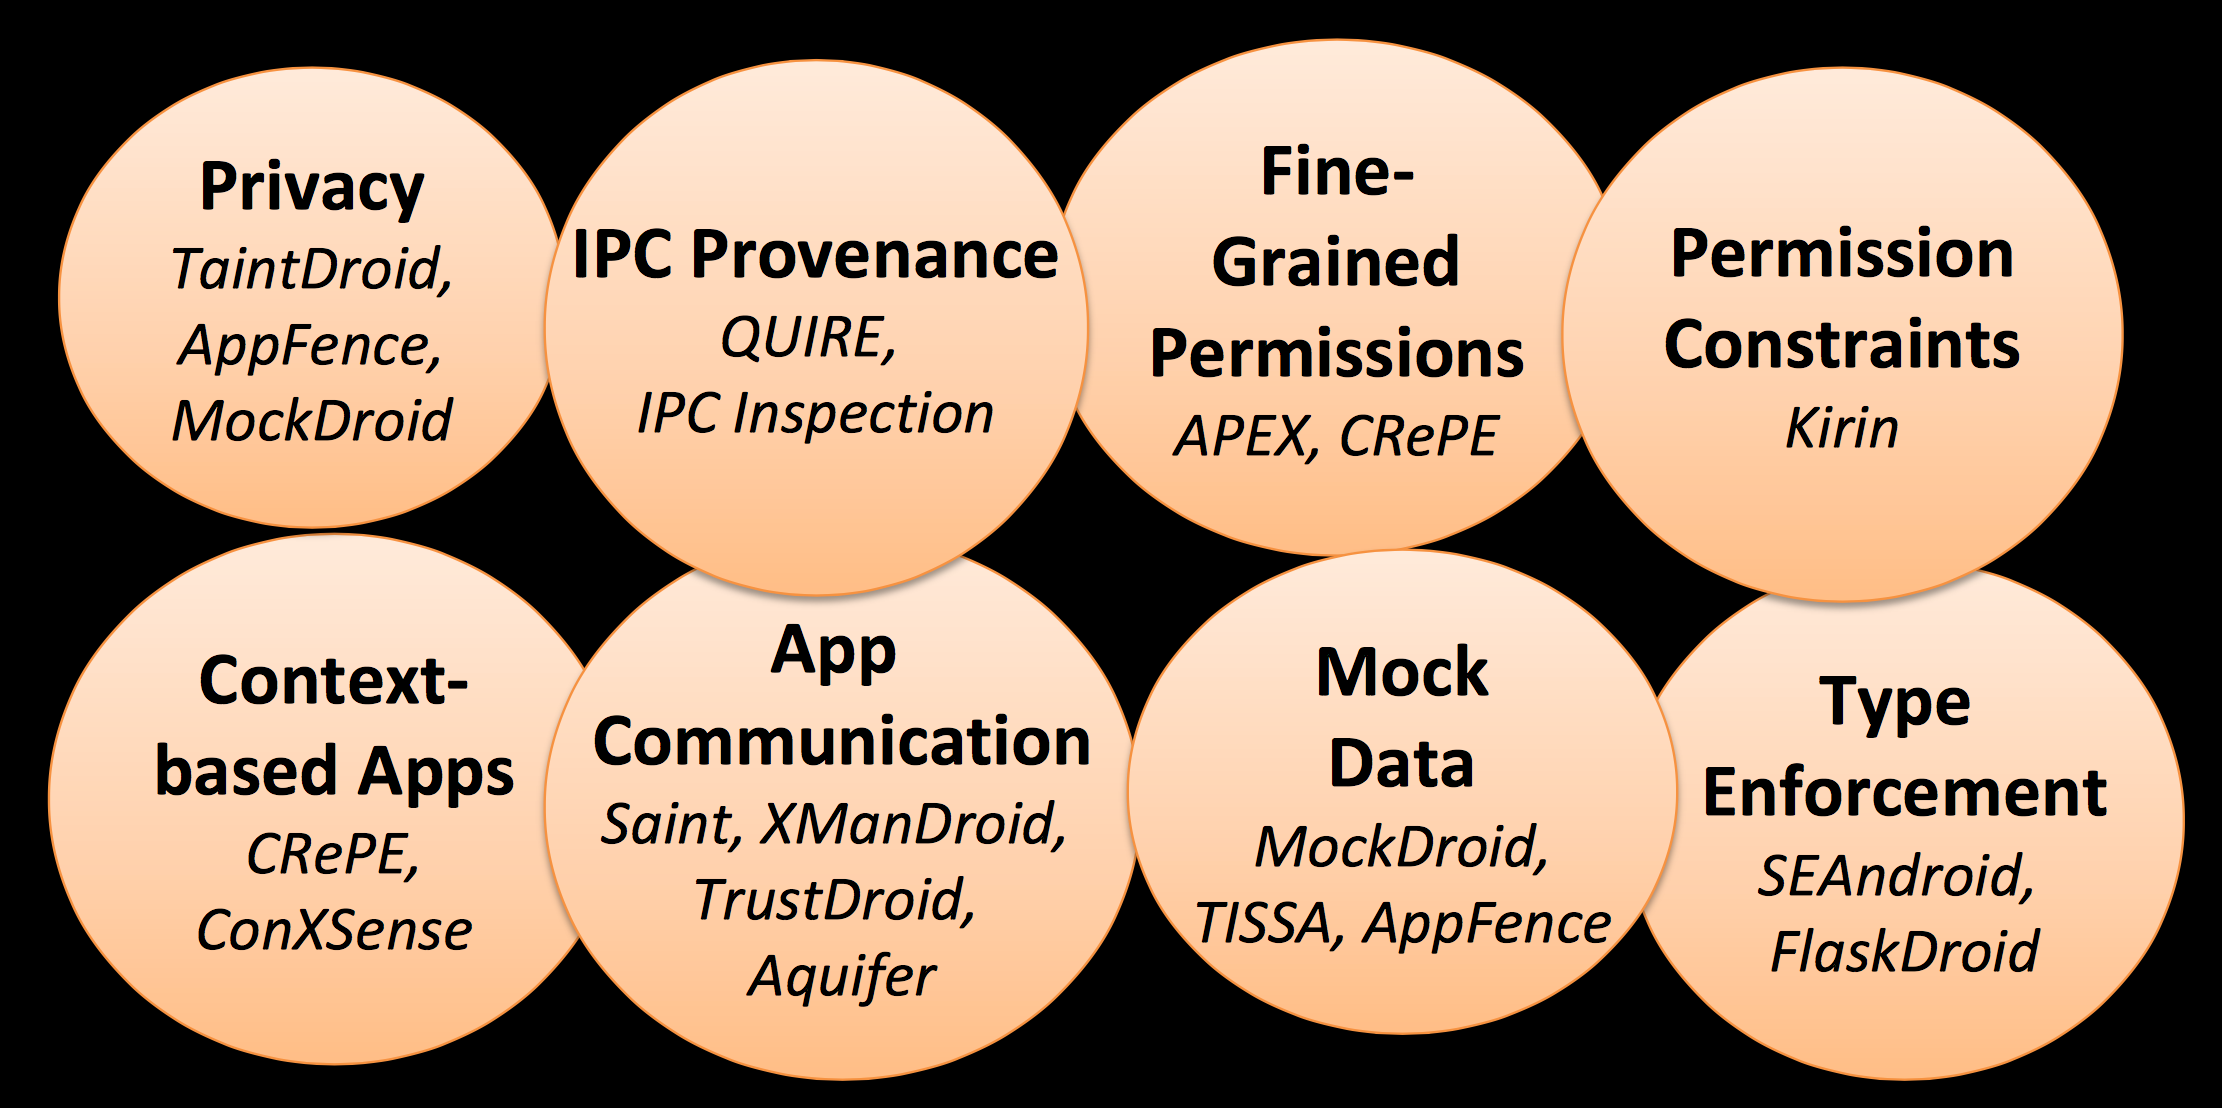 Privacy
TaintDroid,
AppFence,
MockDroid
IPC Provenance
QUIRE,
IPC Inspection
Fine-
Grained
Permissions
APEX, CRePE
Permission
Constraints
Kirin
Context-
based Apps
CRePE,
ConXSense
App
Communication
Saint, XManDroid,
TrustDroid,
Aquifer
Mock
Data
MockDroid,
TISSA, AppFence
Type
Enforcement
SEAndroid,
FlaskDroid